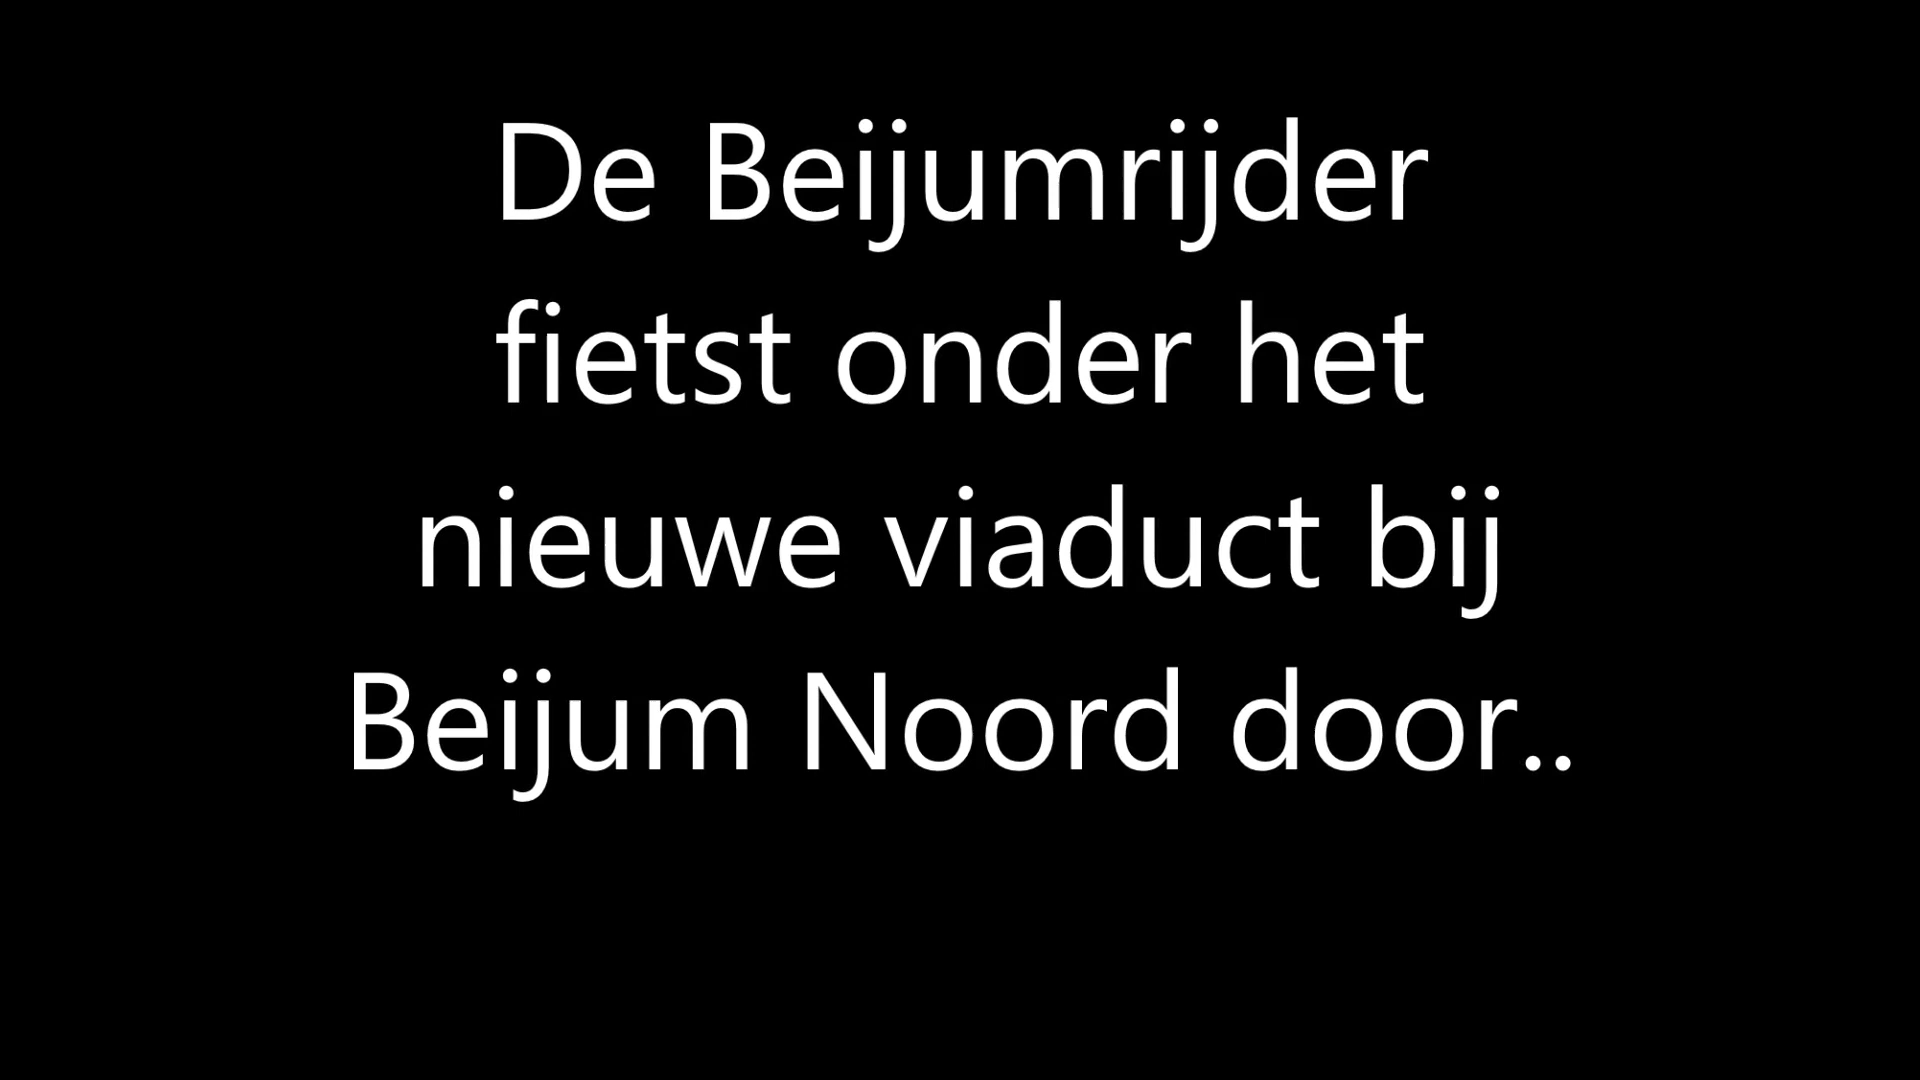 De Beijumrijder
fietst onder het
nieuwe viaduct bij
Beijum Noord door..